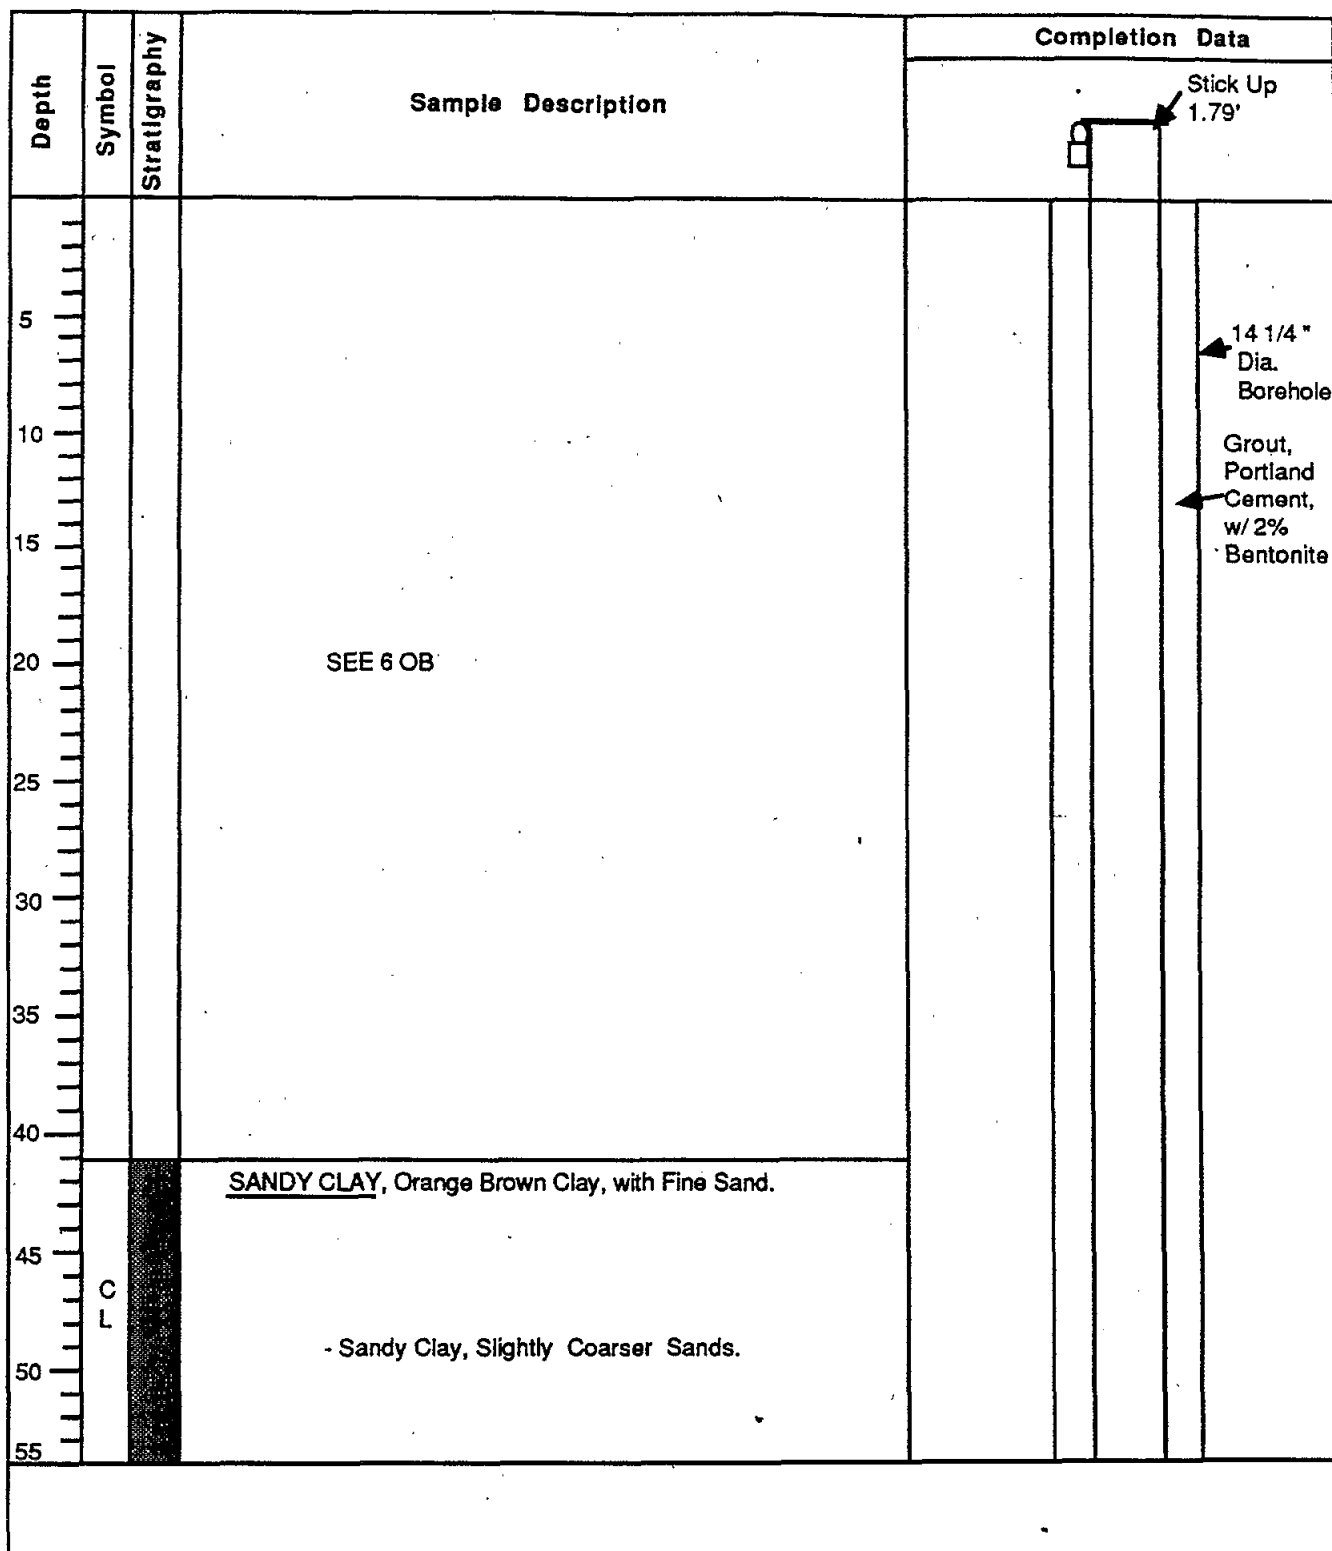 Depth
Symbol
Stratigraphy
Sample Description
Completion Data
Stick Up
1.79'
5
10
15
20
25
30
35
40
45
50
55
14 1/4 "
Dia.
Borehole
Grout,
Portland
Cement,
w/ 2%
Bentonite
SEE 6 OB
SANDY CLAY, Orange Brown Clay, with Fine Sand.
C
L
- Sandy Clay, Slightly Coarser Sands.